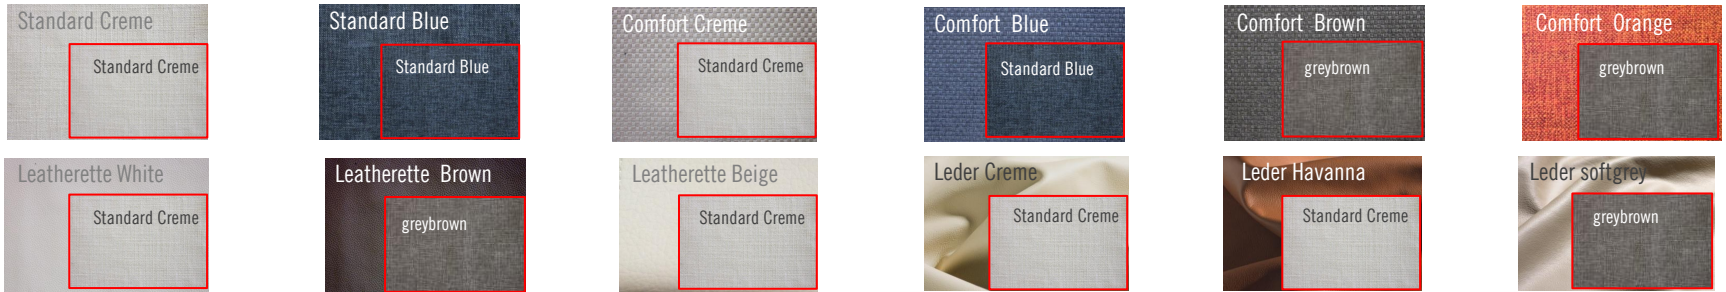 Standard Creme
Standard Creme
Standard Blue
Standard Blue
Comfort Creme
Standard Creme
Comfort Blue
Standard Blue
Comfort Brown
greybrown
Comfort Orange
greybrown
Leatherette White
Standard Creme
Leatherette Brown
greybrown
Leatherette Beige
Standard Creme
Leder Creme
Standard Creme
Leder Havanna
Standard Creme
Leder softgrey
greybrown